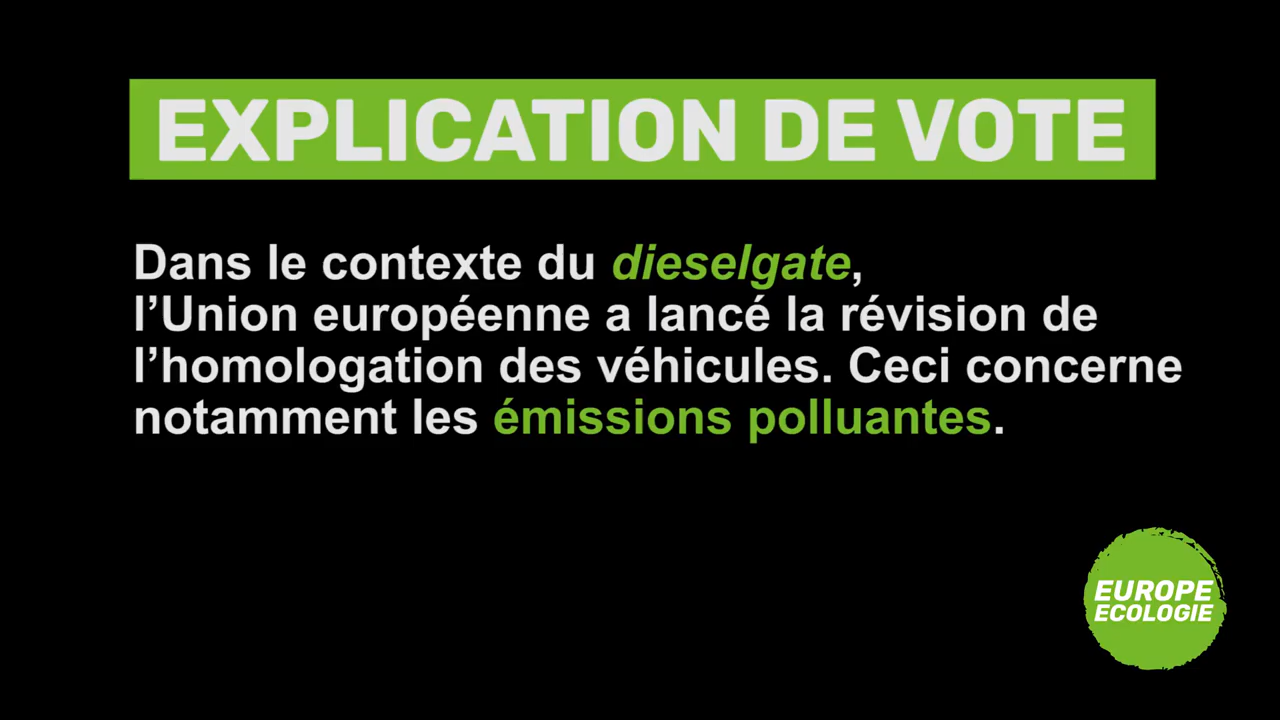 EXPLICATION DE VOTE
Dans le contexte du dieselgate,
l’Union européenne a lancé la révision de
l’homologation des véhicules. Ceci concerne
notamment les émissions polluantes.
EUROPE
ECOLOGIE